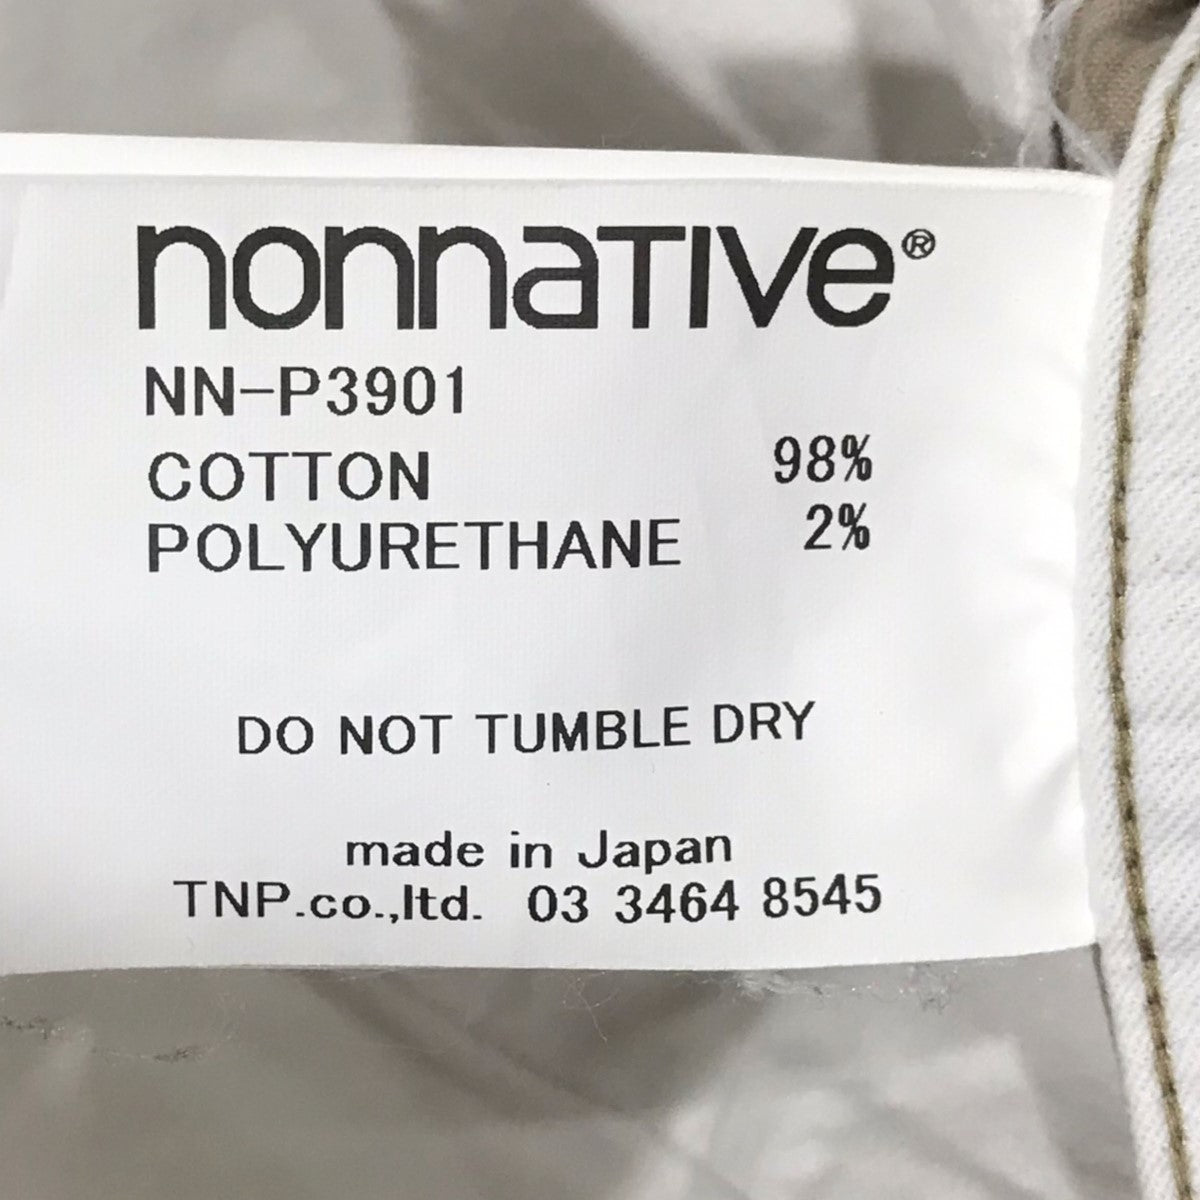 nonnaTIVe®
NN-P3901
COTTON 98%
POLYURETHANE 2%
DO NOT TUMBLE DRY
made in Japan
TNP.co.,ltd. 03 3464 8545